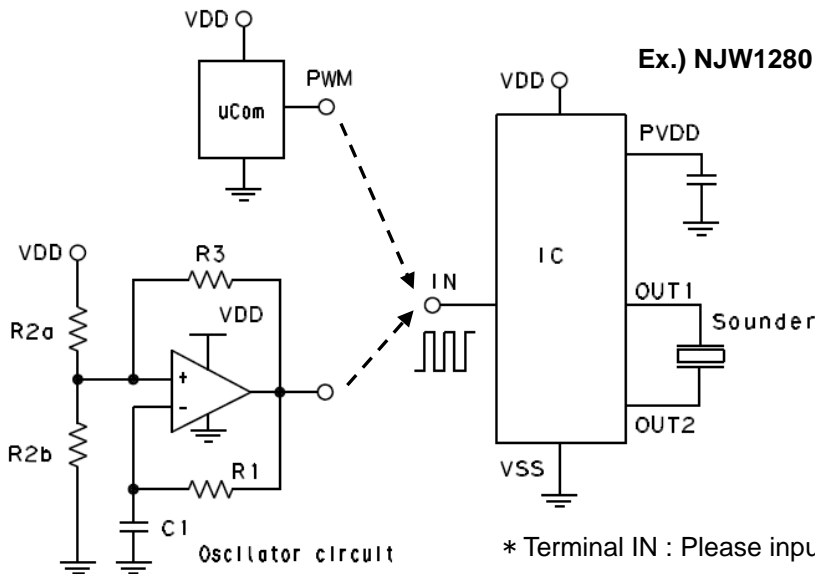 VDD
PWM
uCom
Ex.) NJW1280
VDD
PVDD
IC
IN
OUT1
Sounder
OUT2
VSS
VDD
R3
VDD
R2a
+
-
R2b
R1
C1
Oscilator circuit
* Terminal IN : Please inpu